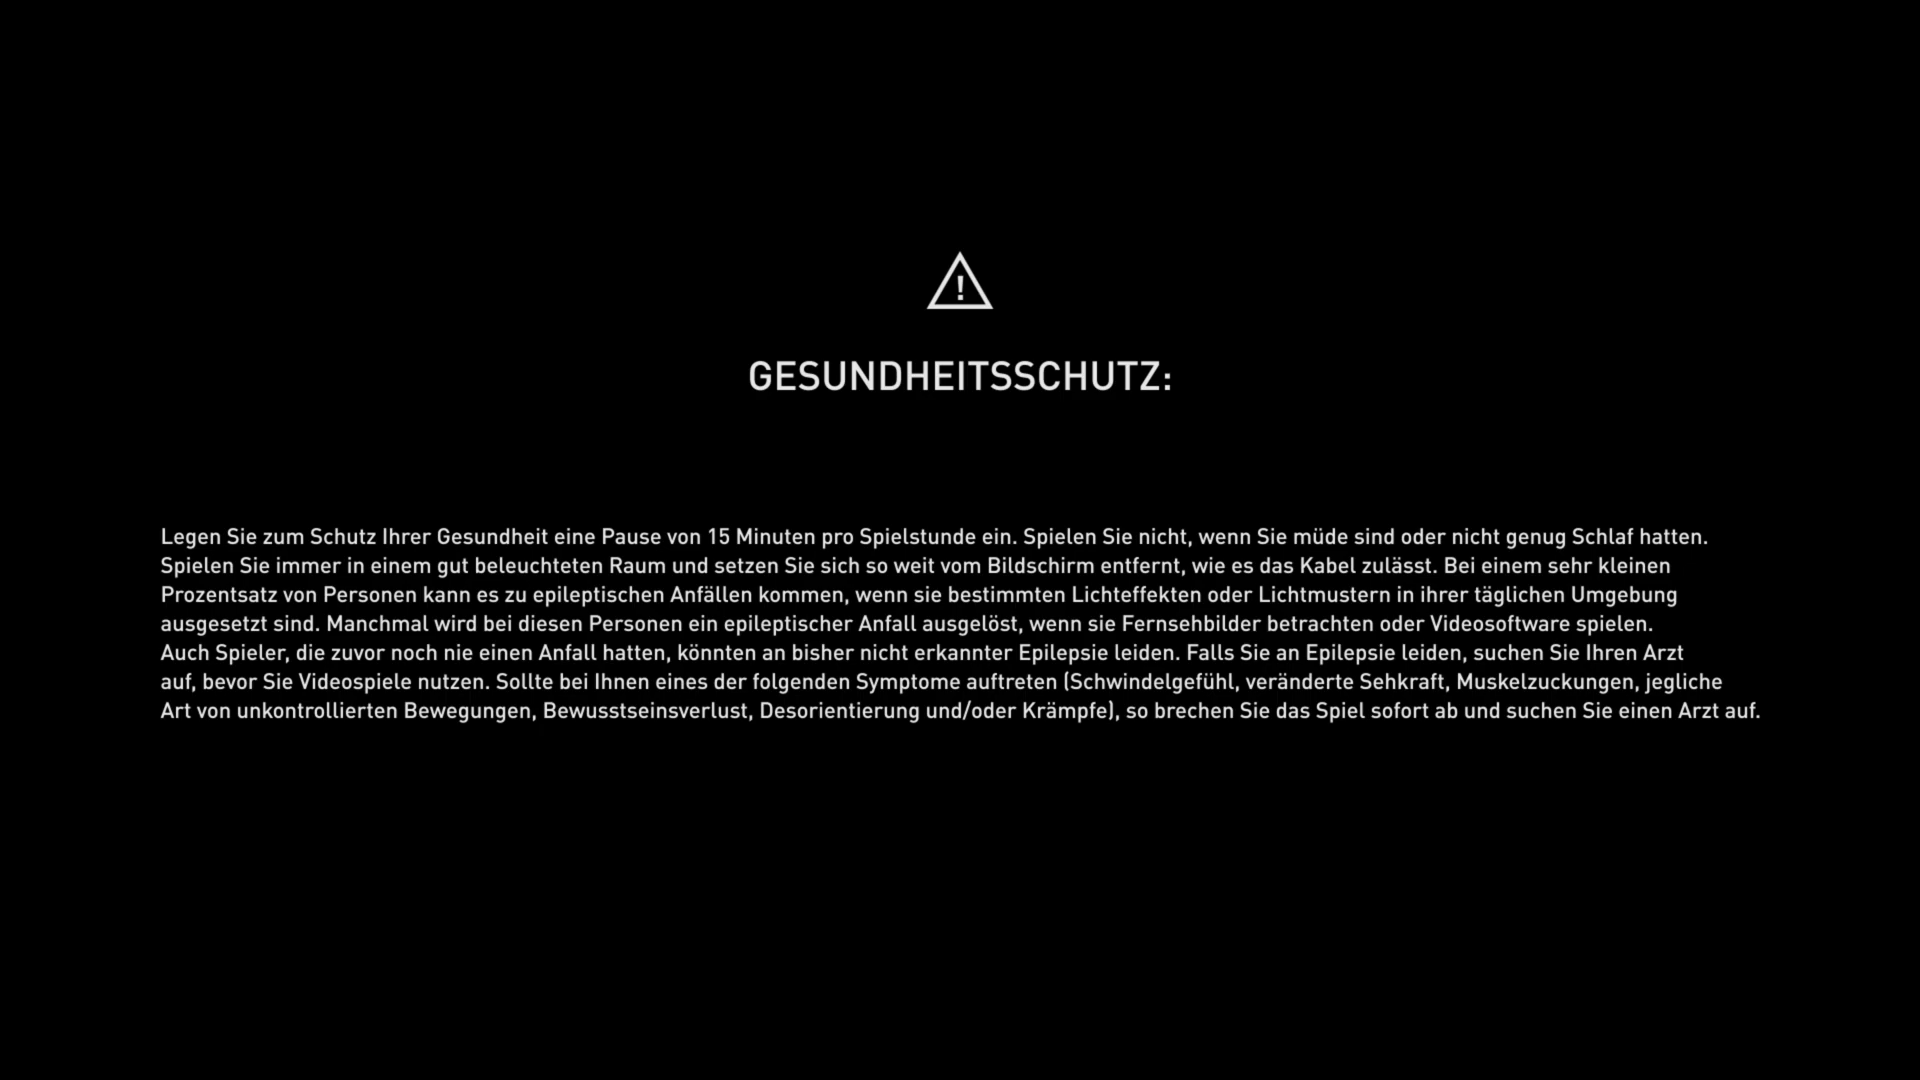 GESUNDHEITSSCHUTZ:
Legen Sie zum Schutz Ihrer Gesundheit eine Pause von 15 Minuten pro Spielstunde ein. Spielen Sie nicht, wenn Sie müde sind oder nicht genug Schlaf hatten.
Spielen Sie immer in einem gut beleuchteten Raum und setzen Sie sich so weit vom Bildschirm entfernt, wie es das Kabel zulässt. Bei einem sehr kleinen
Prozentsatz von Personen kann es zu epileptischen Anfällen kommen, wenn sie bestimmten Lichteffekten oder Lichtmustern in ihrer täglichen Umgebung
ausgesetzt sind. Manchmal wird bei diesen Personen ein epileptischer Anfall ausgelöst, wenn sie Fernsehbilder betrachten oder Videosoftware spielen.
Auch Spieler, die zuvor noch nie einen Anfall hatten, könnten an bisher nicht erkannter Epilepsie leiden. Falls Sie an Epilepsie leiden, suchen Sie Ihren Arzt
auf, bevor Sie Videospiele nutzen. Sollte bei Ihnen eines der folgenden Symptome auftreten (Schwindelgefühl, veränderte Sehkraft, Muskelzuckungen, jegliche
Art von unkontrollierten Bewegungen, Bewusstseinsverlust, Desorientierung und/oder Krämpfe), so brechen Sie das Spiel sofort ab und suchen Sie einen Arzt auf.